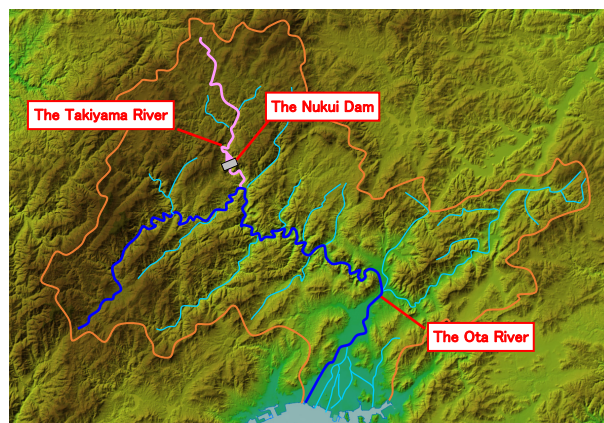 The Nukui Dam
The Takiyama River
The Ota River